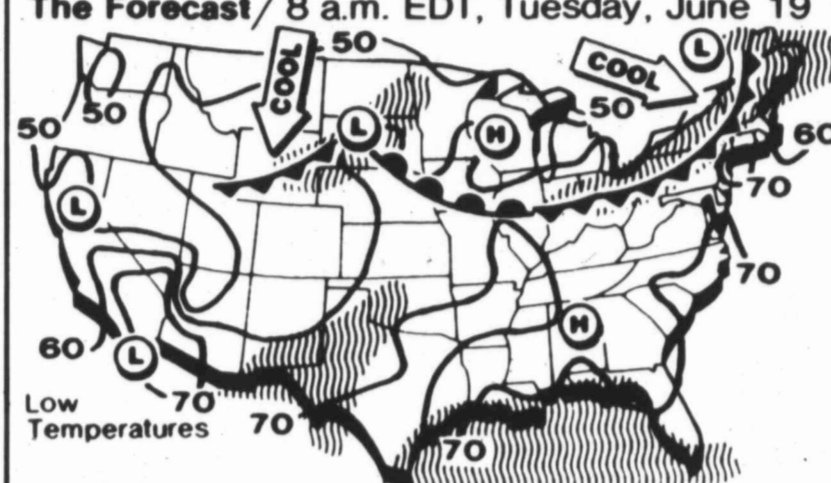 The Forecast / 8 a.m. EDT, Tuesday, June 19
COOL
50
COOL
L
50
50
50
L
H
60
70
L
70
60
L
H
70
Low
Temperatures
70
70